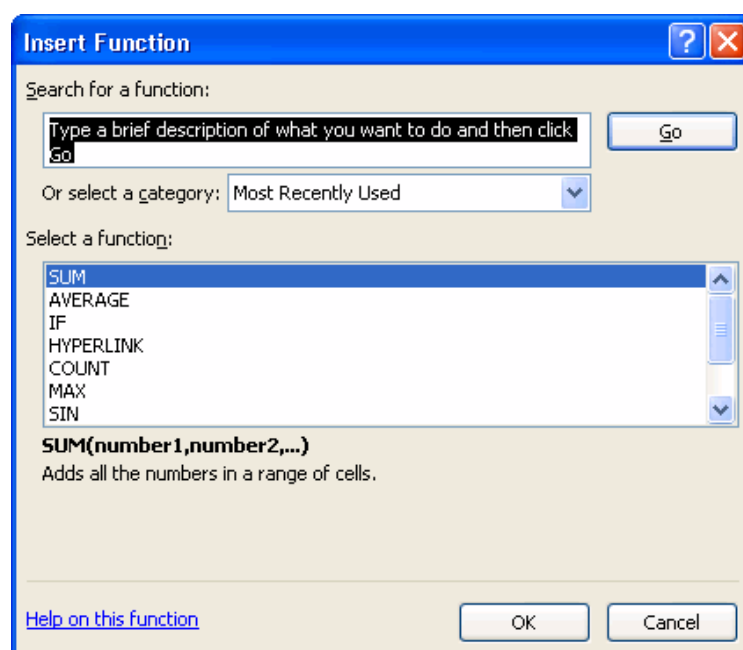 Insert Function
Search for a function:
Type a brief description of what you want to do and then click
Go
Go
Or select a category: Most Recently Used
Select a function:
SUM
AVERAGE
IF
HYPERLINK
COUNT
MAX
SIN
SUM(number1,number2,...)
Adds all the numbers in a range of cells.
Help on this function
OK
Cancel